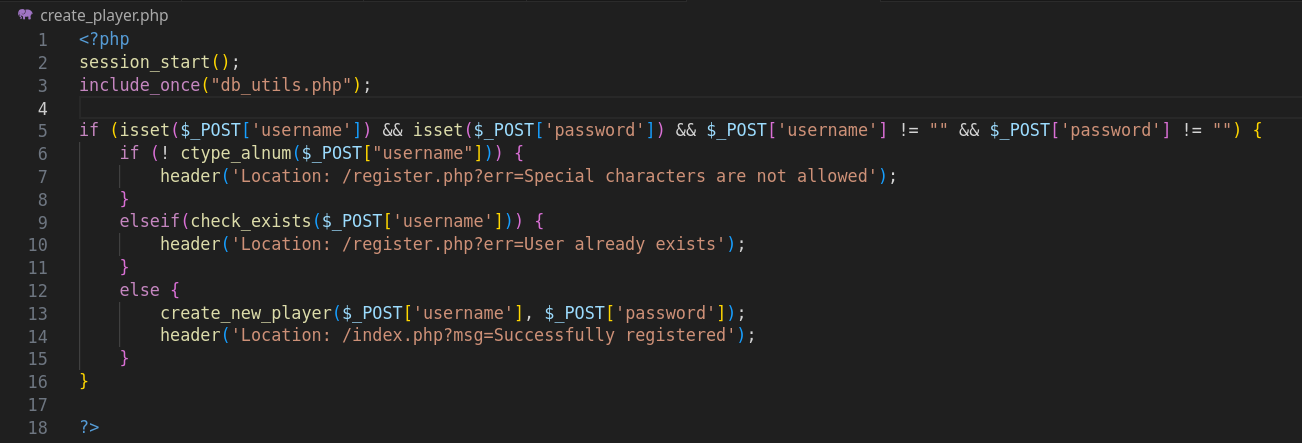 create_player.php
1 <?php
2 session_start();
3 include_once("db_utils.php");
4
5 if (isset($_POST['username']) && isset($_POST['password']) && $_POST['username'] != "" && $_POST['password'] != "") {
6     if (! ctype_alnum($_POST["username"])) {
7         header('Location: /register.php?err=Special characters are not allowed');
8     }
9     elseif(check_exists($_POST['username'])) {
10         header('Location: /register.php?err=User already exists');
11     }
12     else {
13         create_new_player($_POST['username'], $_POST['password']);
14         header('Location: /index.php?msg=Successfully registered');
15     }
16 }
17
18 ?>